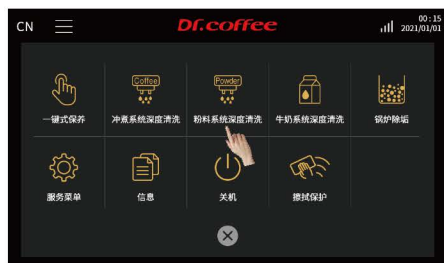 CN
Dr.coffee
00:15
2021/01/01
Coffee
Powder
一键式保养
冲煮系统深度清洗
粉料系统深度清洗
牛奶系统深度清洗
锅炉除垢
服务菜单
信息
关机
擦拭保护